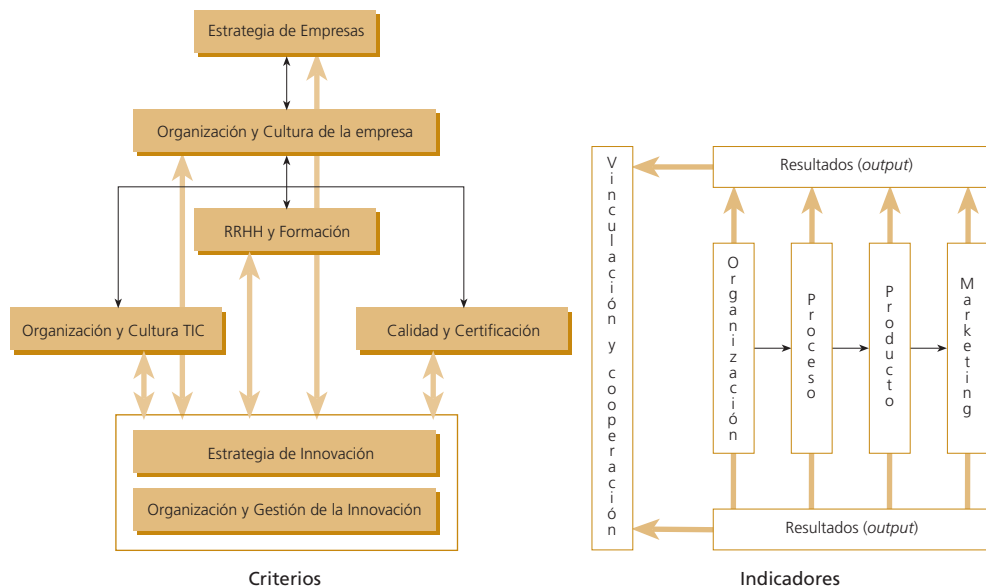 Estrategia de Empresas
Organización y Cultura de la empresa
RRHH y Formación
Organización y Cultura TIC
Calidad y Certificación
Estrategia de Innovación
Organización y Gestión de la Innovación
Criterios
Vinculación y cooperación
Resultados (output)
Organización
Proceso
Producto
Marketing
Resultados (output)
Indicadores